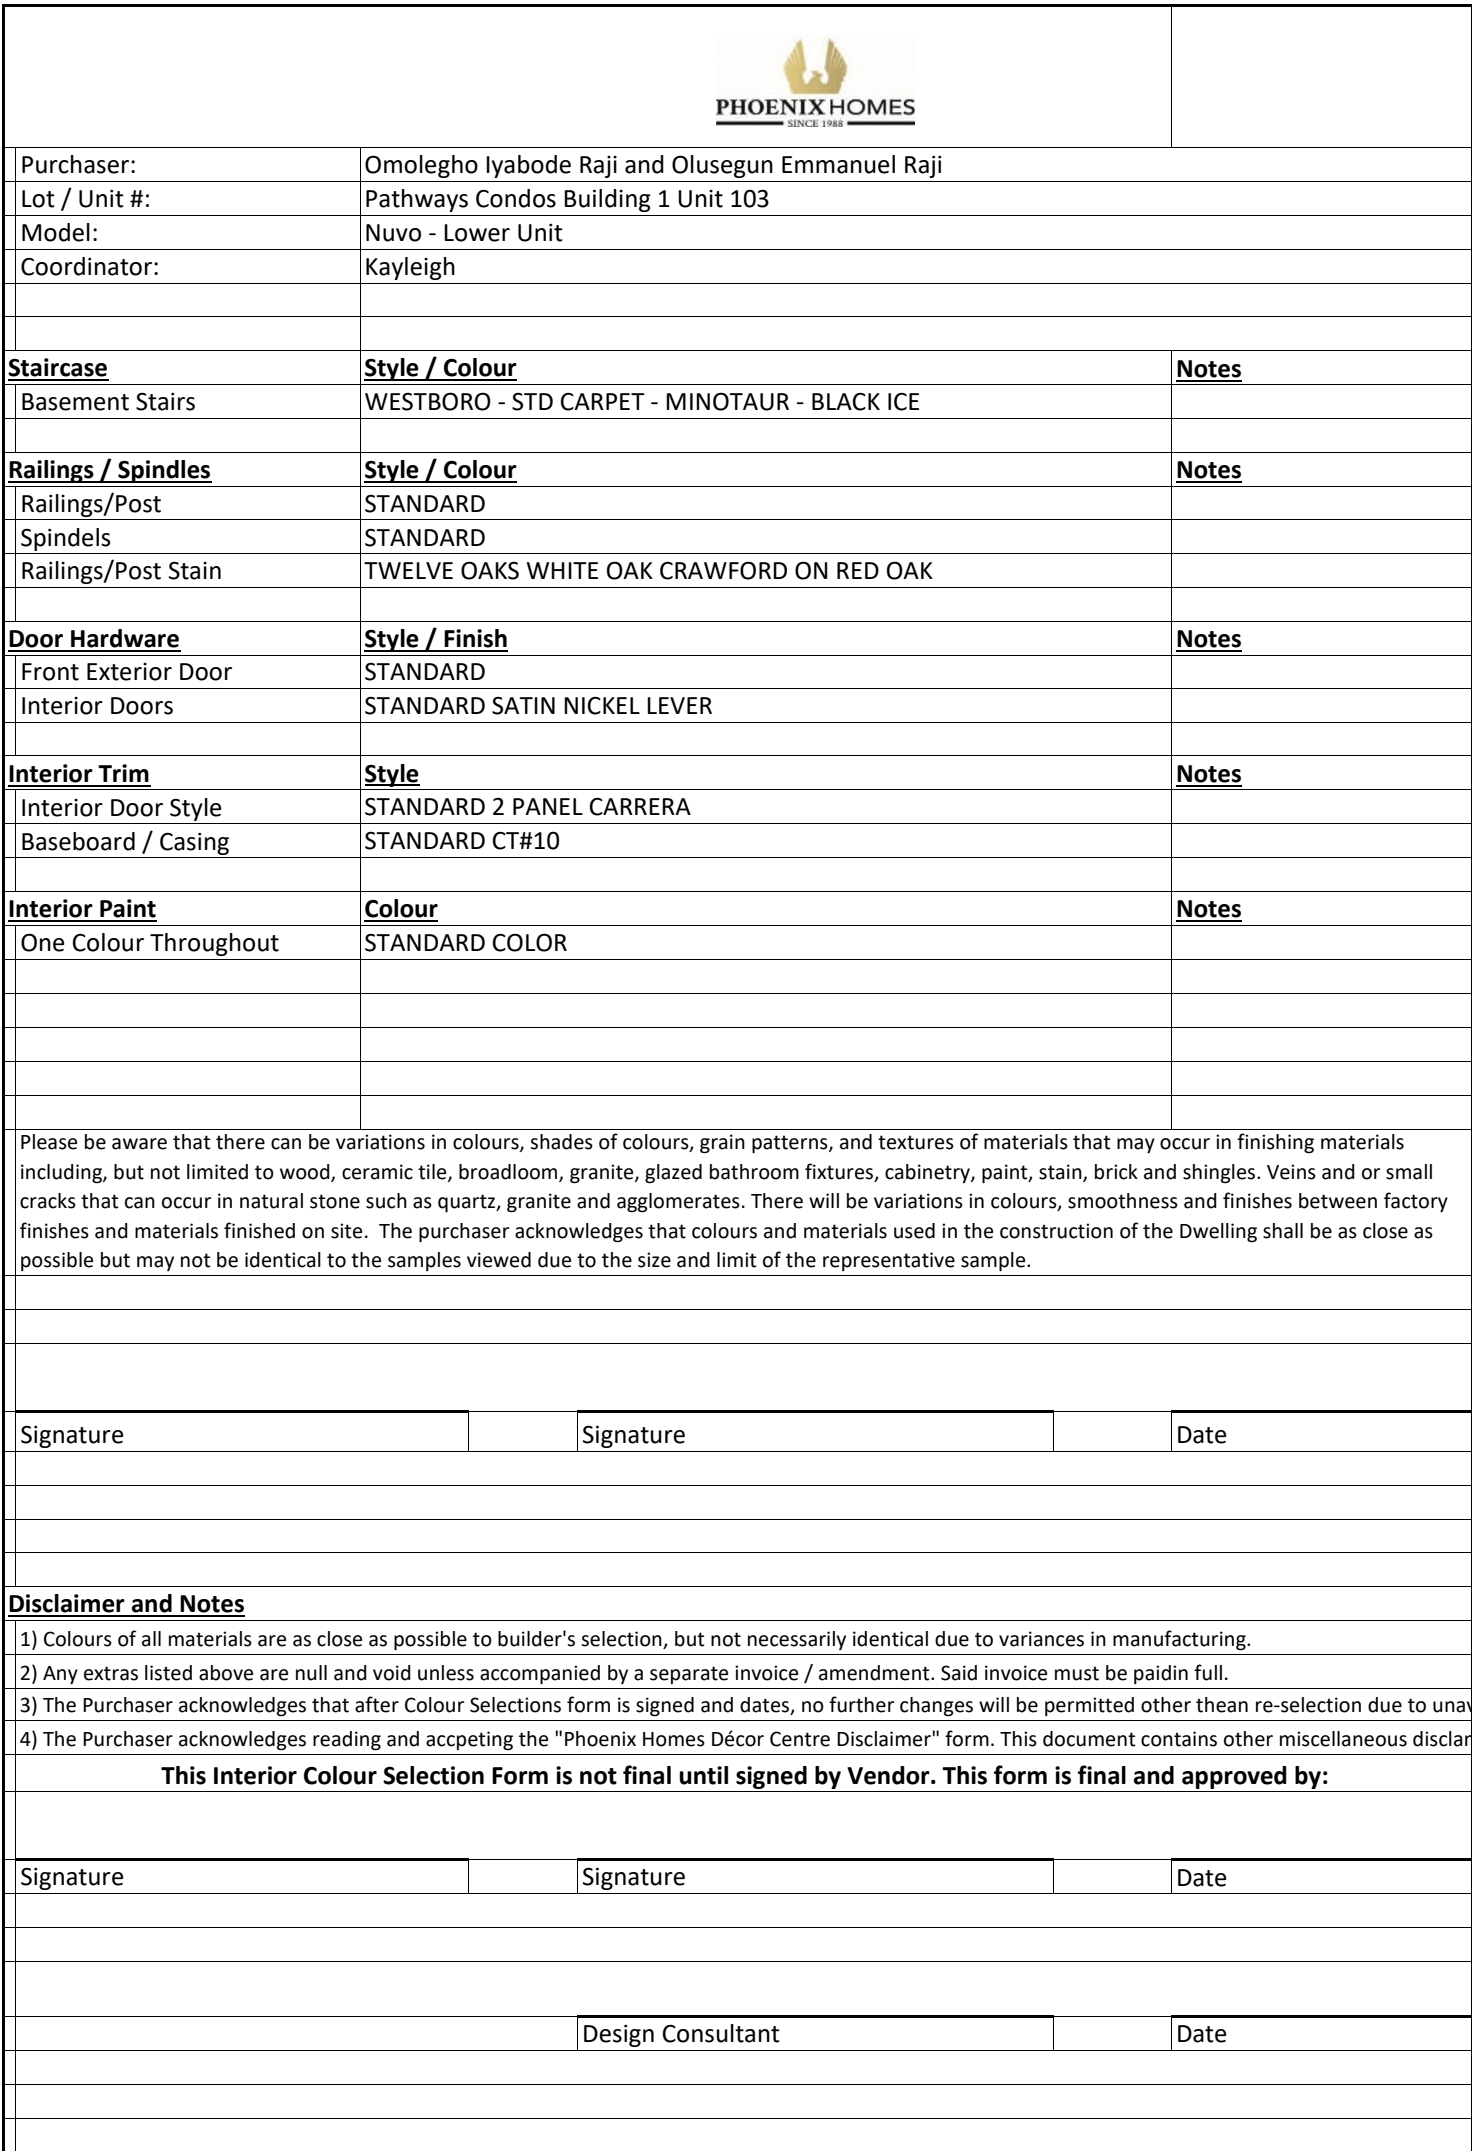 PHOENIX HOMES
SINCE 1988
Purchaser: Omolegho Iyabode Raji and Olusegun Emmanuel Raji
Lot / Unit #: Pathways Condos Building 1 Unit 103
Model: Nuvo - Lower Unit
Coordinator: Kayleigh
Staircase Style / Colour Notes
Basement Stairs WESTBORO - STD CARPET - MINOTAUR - BLACK ICE
Railings / Spindles Style / Colour Notes
Railings/Post STANDARD
Spindels STANDARD
Railings/Post Stain TWELVE OAKS WHITE OAK CRAWFORD ON RED OAK
Door Hardware Style / Finish Notes
Front Exterior Door STANDARD
Interior Doors STANDARD SATIN NICKEL LEVER
Interior Trim Style Notes
Interior Door Style STANDARD 2 PANEL CARRERA
Baseboard / Casing STANDARD CT#10
Interior Paint Colour Notes
One Colour Throughout STANDARD COLOR
Please be aware that there can be variations in colours, shades of colours, grain patterns, and textures of materials that may occur in finishing materials
including, but not limited to wood, ceramic tile, broadloom, granite, glazed bathroom fixtures, cabinetry, paint, stain, brick and shingles. Veins and or small
cracks that can occur in natural stone such as quartz, granite and agglomerates. There will be variations in colours, smoothness and finishes between factory
finishes and materials finished on site. The purchaser acknowledges that colours and materials used in the construction of the Dwelling shall be as close as
possible but may not be identical to the samples viewed due to the size and limit of the representative sample.
Signature Signature Date
Disclaimer and Notes
1) Colours of all materials are as close as possible to builder's selection, but not necessarily identical due to variances in manufacturing.
2) Any extras listed above are null and void unless accompanied by a separate invoice / amendment. Said invoice must be paidin full.
3) The Purchaser acknowledges that after Colour Selections form is signed and dates, no further changes will be permitted other thean re-selection due to
4) The Purchaser acknowledges reading and accpeting the "Phoenix Homes Décor Centre Disclaimer" form. This document contains other miscellaneous
This Interior Colour Selection Form is not final until signed by Vendor. This form is final and approved by:
Signature Signature Date
Design Consultant Date